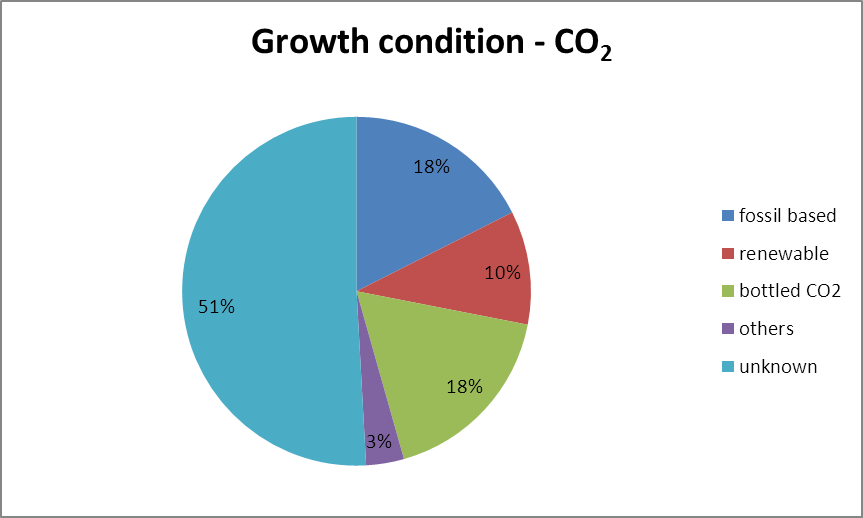 Growth condition - CO₂
18%
10%
51%
18%
3%
fossil based
renewable
bottled CO2
others
unknown